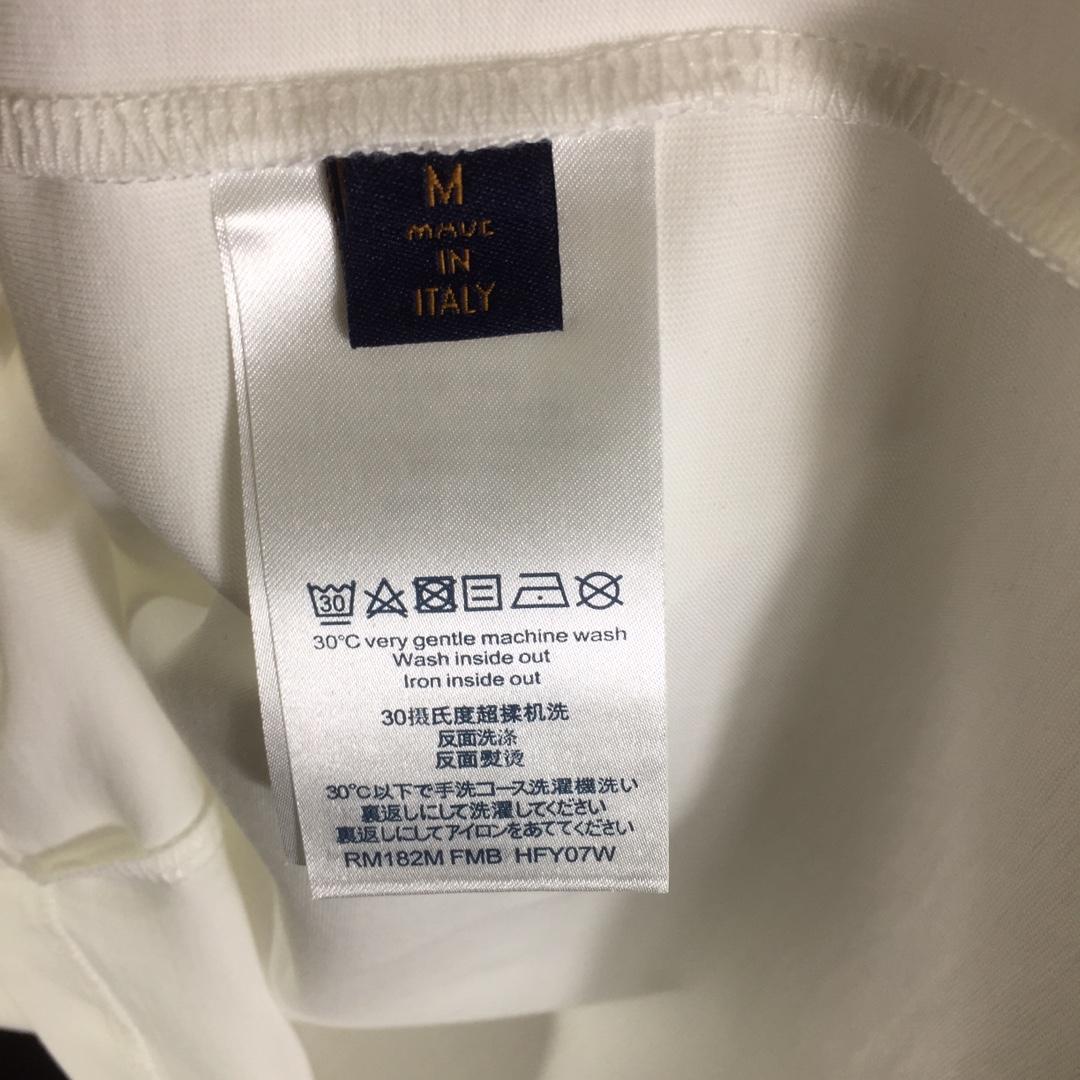 M
MADE
IN
ITALY
30
30°C very gentle machine wash
Wash inside out
Iron inside out
30摄氏度超揉机洗
反面洗涤
反面熨烫
30°C以下で手洗コース洗濯機洗い
裏返しにして洗濯してください
裏返しにしてアイロンをあててください
RM182M FMB HFY07W